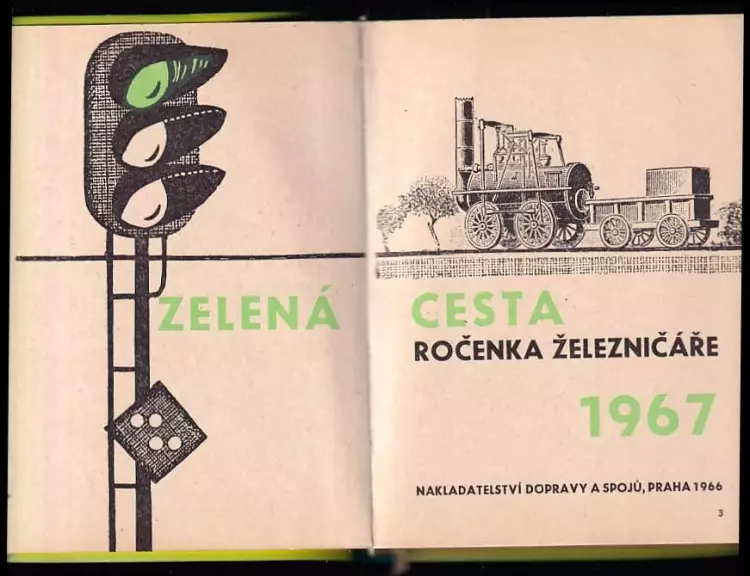 ZELENÁ CESTA
ROČENKA ŽELEZNIČÁŘE
1967
NAKLADATELSTVÍ DOPRAVY A SPOJŮ, PRAHA 1966
3